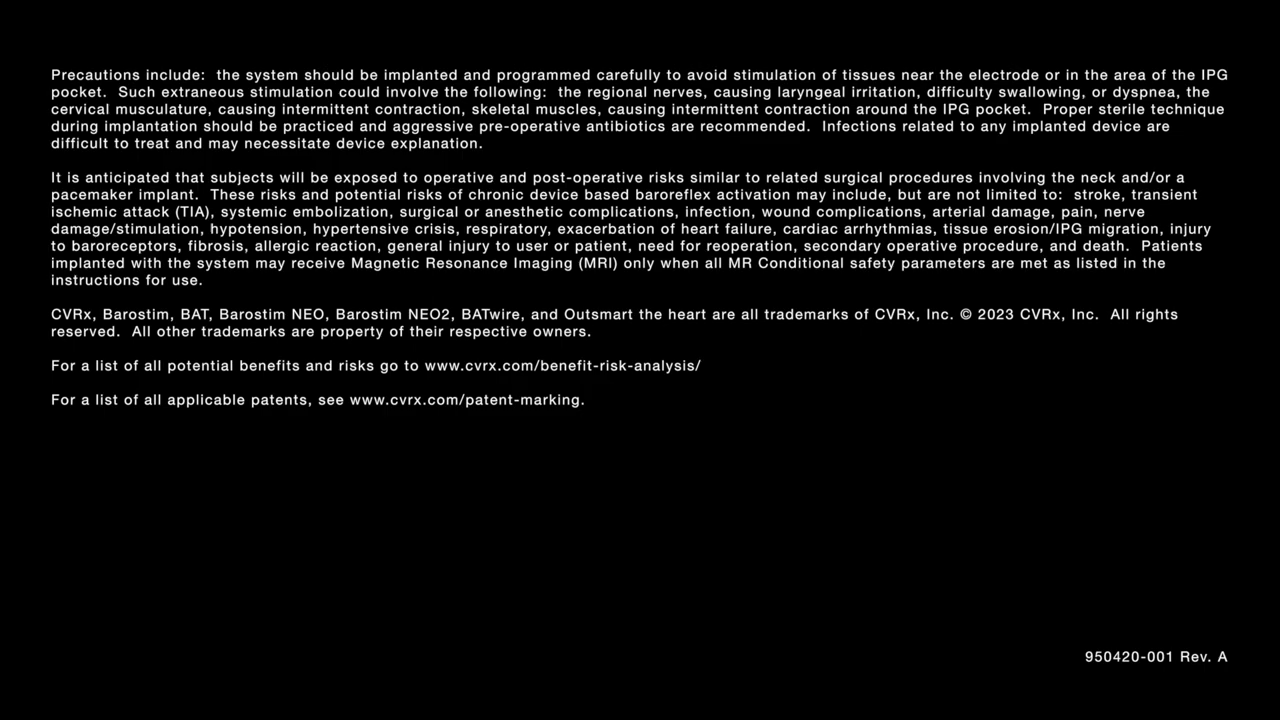 Precautions include:  the system should be implanted and programmed carefully to avoid stimulation of tissues near the electrode or in the area of the IPG
pocket.  Such extraneous stimulation could involve the following:  the regional nerves, causing laryngeal irritation, difficulty swallowing, or dyspnea, the
cervical musculature, causing intermittent contraction, skeletal muscles, causing intermittent contraction around the IPG pocket.  Proper sterile technique
during implantation should be practiced and aggressive pre-operative antibiotics are recommended.  Infections related to any implanted device are
difficult to treat and may necessitate device explanation.
It is anticipated that subjects will be exposed to operative and post-operative risks similar to related surgical procedures involving the neck and/or a
pacemaker implant.  These risks and potential risks of chronic device based baroreflex activation may include, but are not limited to:  stroke, transient
ischemic attack (TIA), systemic embolization, surgical or anesthetic complications, infection, wound complications, arterial damage, pain, nerve
damage/stimulation, hypotension, hypertensive crisis, respiratory, exacerbation of heart failure, cardiac arrhythmias, tissue erosion/IPG migration, injury
to baroreceptors, fibrosis, allergic reaction, general injury to user or patient, need for reoperation, secondary operative procedure, and death.  Patients
implanted with the system may receive Magnetic Resonance Imaging (MRI) only when all MR Conditional safety parameters are met as listed in the
instructions for use.
CVRx, Barostim, BAT, Barostim NEO, Barostim NEO2, BATwire, and Outsmart the heart are all trademarks of CVRx, Inc. © 2023 CVRx, Inc.  All rights
reserved.  All other trademarks are property of their respective owners.
For a list of all potential benefits and risks go to www.cvrx.com/benefit-risk-analysis/
For a list of all applicable patents, see www.cvrx.com/patent-marking.
950420-001 Rev. A